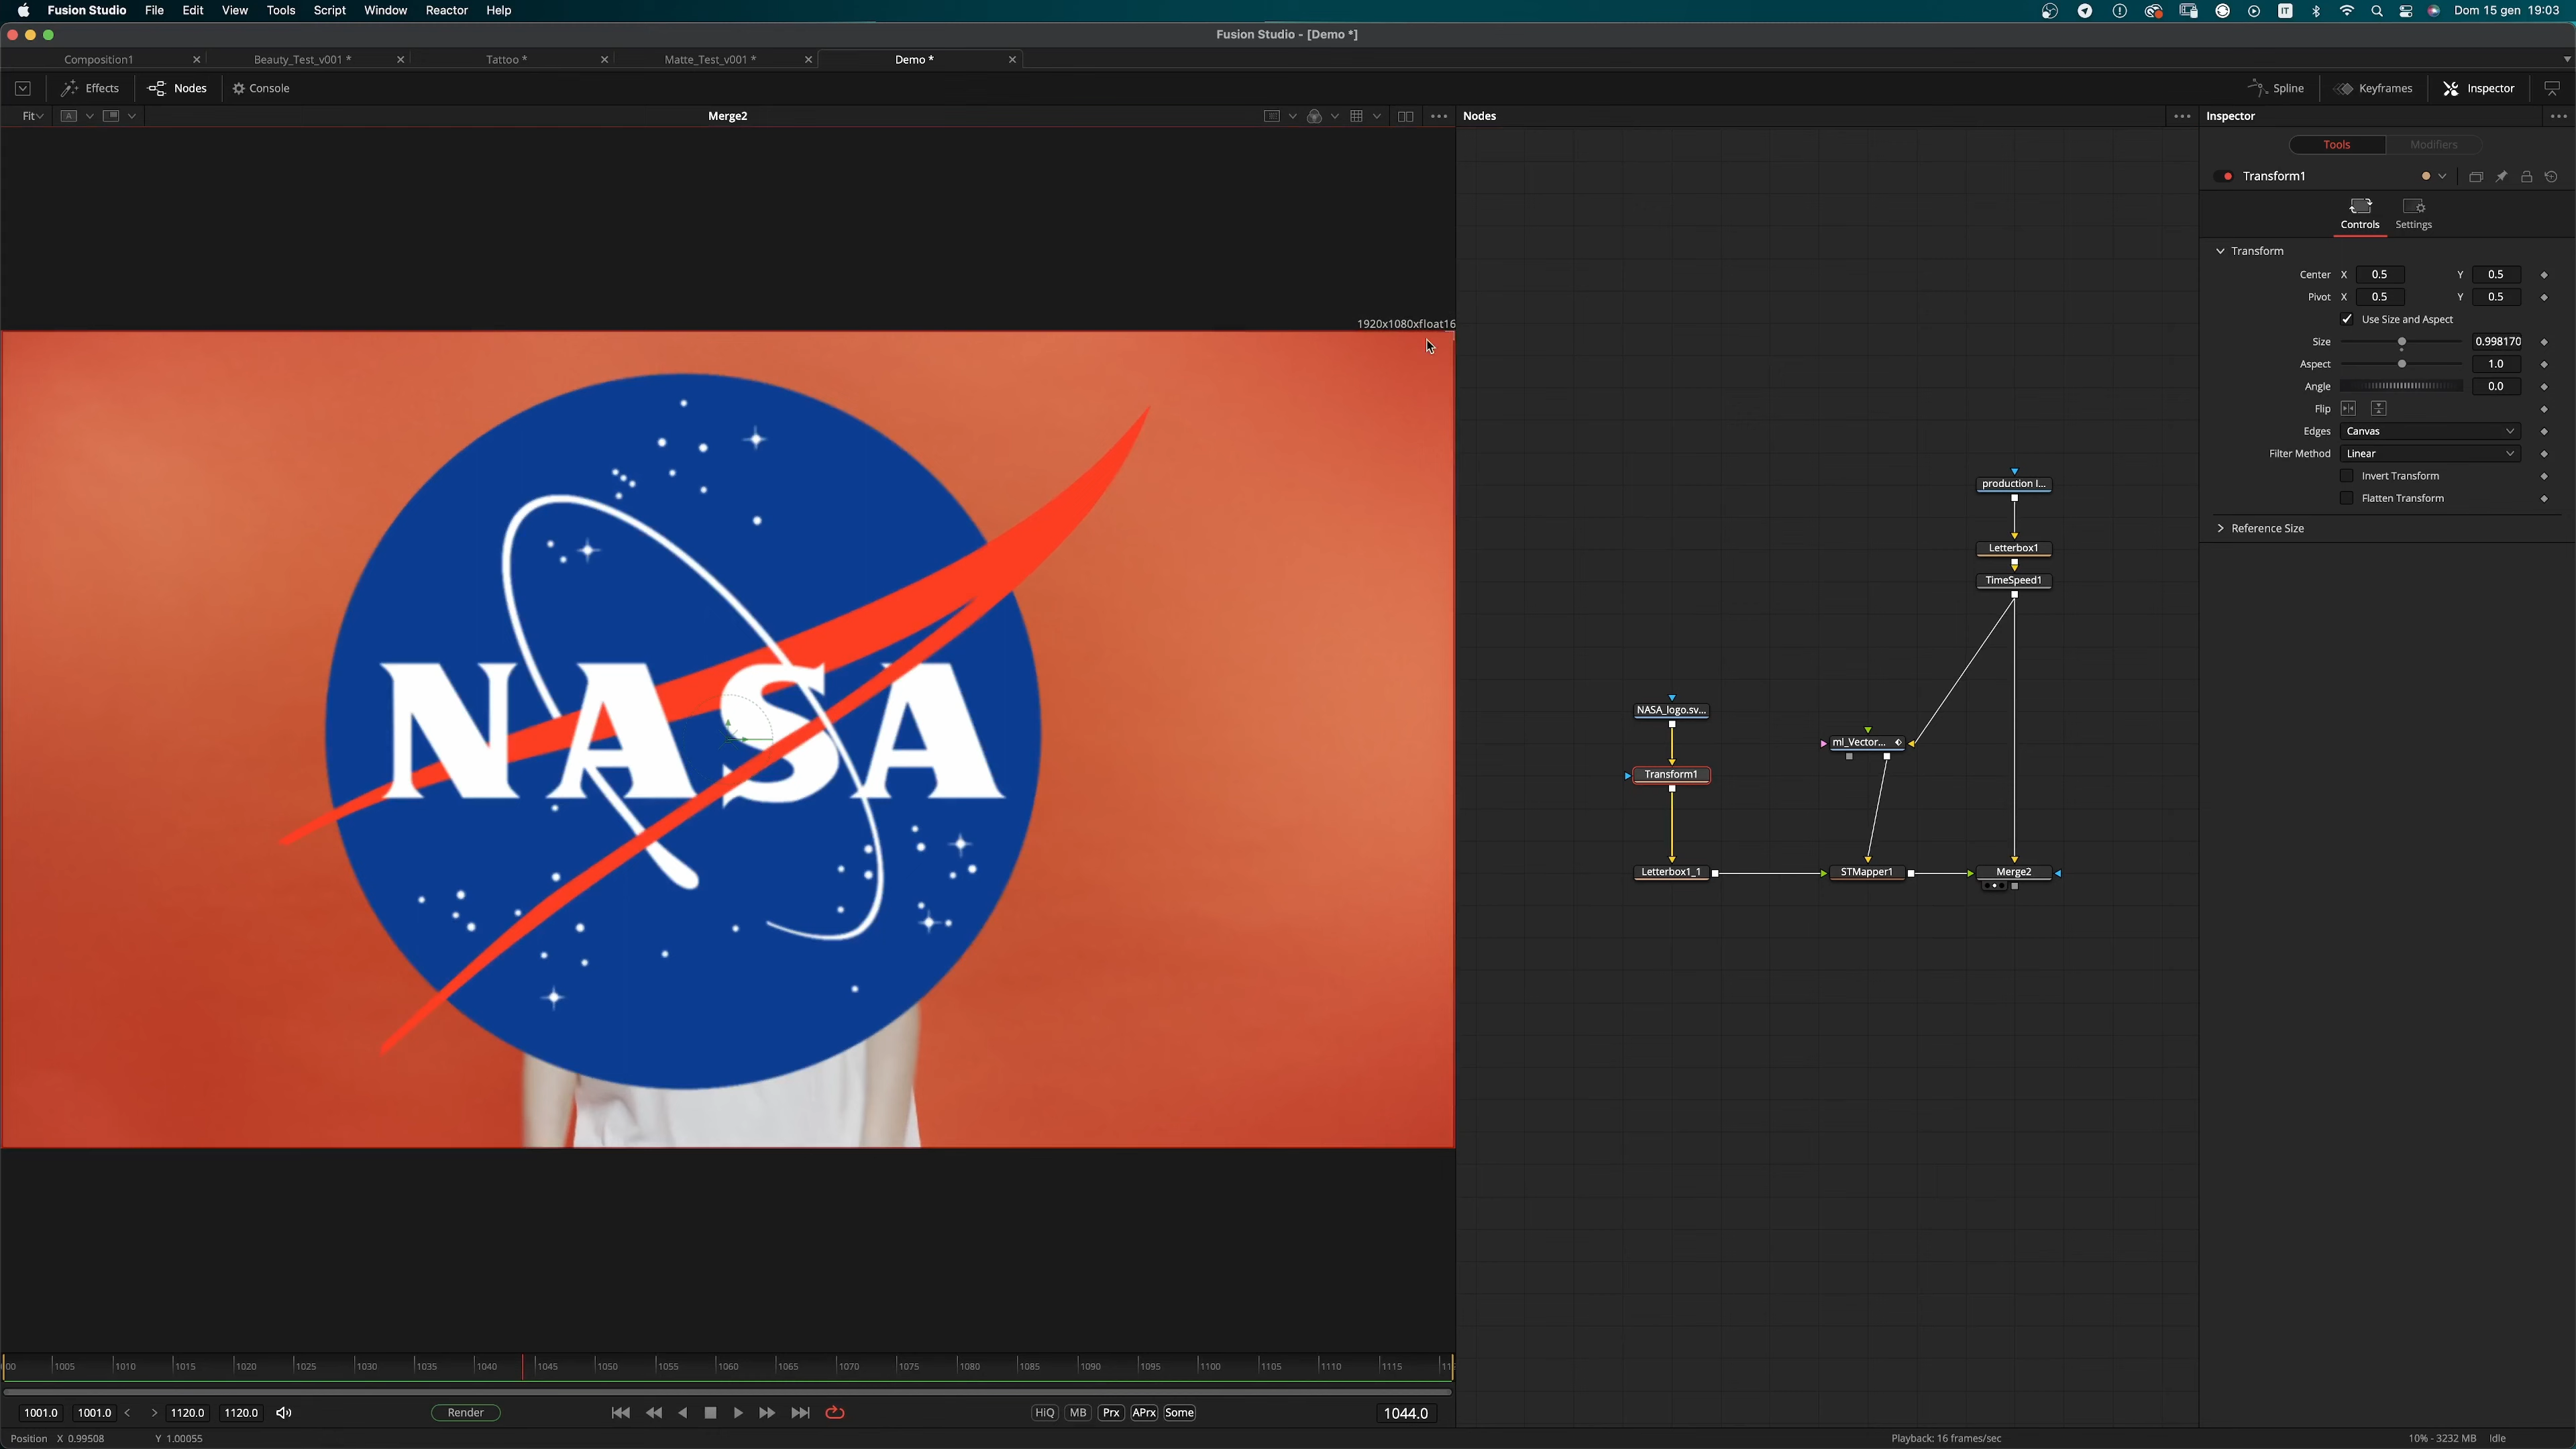 Fusion Studio File Edit View Tools Script Window Reactor Help
IT Dom 15 gen 19:03
Fusion Studio - [Demo *]
Composition1 Beauty_Test_v001 * Tattoo * Matte_Test_v001 * Demo *
Effects Nodes Console Spline Keyframes Inspector
Fit A Merge2 Nodes Inspector
Tools Modifiers
Transform1
Controls Settings
Transform
Center X 0.5 Y 0.5
Pivot X 0.5 Y 0.5
Use Size and Aspect
Size 0.998170
Aspect 1.0
Angle 0.0
Flip
Edges Canvas
Filter Method Linear
Invert Transform
Flatten Transform
Reference Size
1920x1080xfloat16
NASA
production l...
Letterbox1
TimeSpeed1
NASA_logo.sv...
ml_Vector...
Transform1
Letterbox1_1 STMapper1 Merge2
00 1005 1010 1015 1020 1025 1030 1035 1040 1045 1050 1055 1060 1065 1070 1075 1080 1085 1090 1095 1100 1105 1110 1115 11
1001.0 1001.0 < > 1120.0 1120.0 Render HiQ MB Prx APrx Some 1044.0
Position X 0.99508 Y 1.00055 Playback: 16 frames/sec 10% - 3232 MB Idle